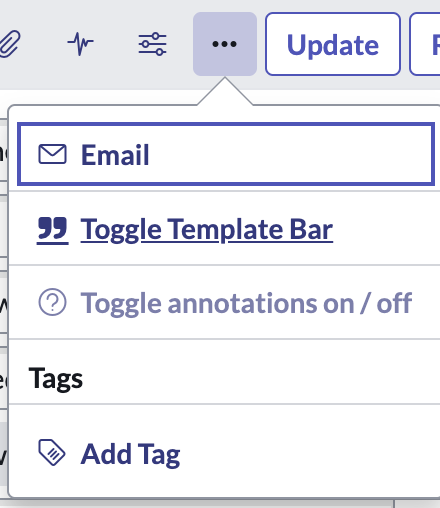 Update
Email
Toggle Template Bar
Toggle annotations on / off
Tags
Add Tag